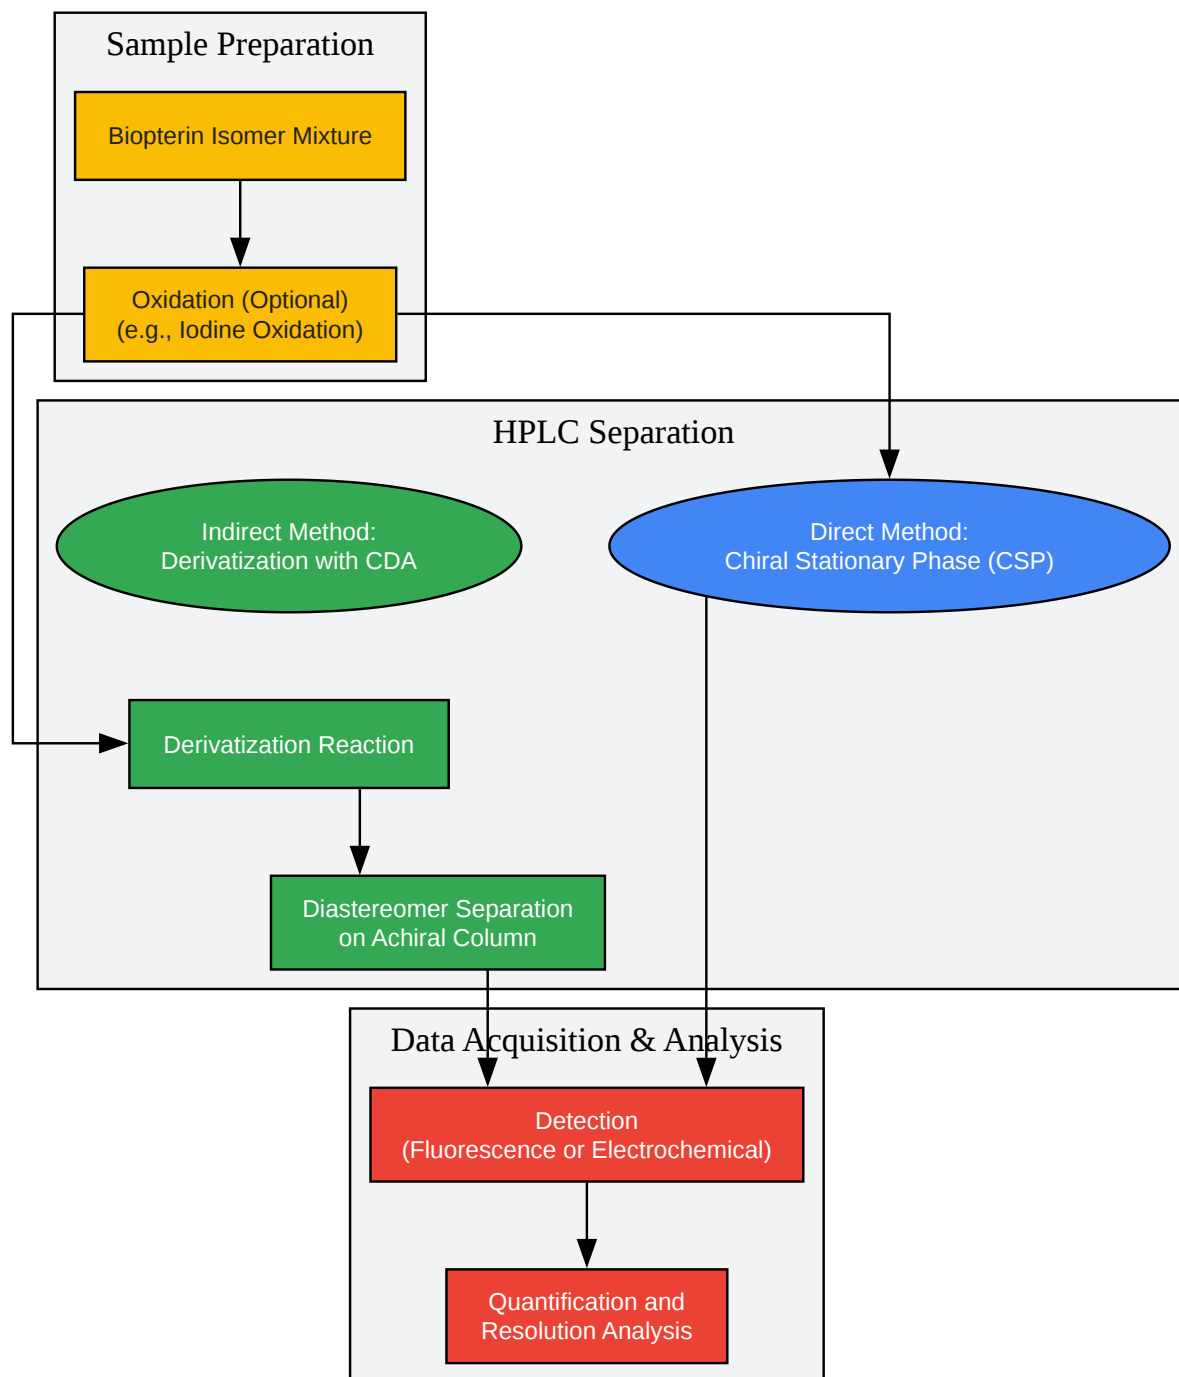 Sample Preparation
Biopterin Isomer Mixture
Oxidation (Optional)
(e.g., Iodine Oxidation)
HPLC Separation
Indirect Method:
Derivatization with CDA
Direct Method:
Chiral Stationary Phase (CSP)
Derivatization Reaction
Diastereomer Separation
on Achiral Column
Data Acquisition & Analysis
Detection
(Fluorescence or Electrochemical)
Quantification and
Resolution Analysis